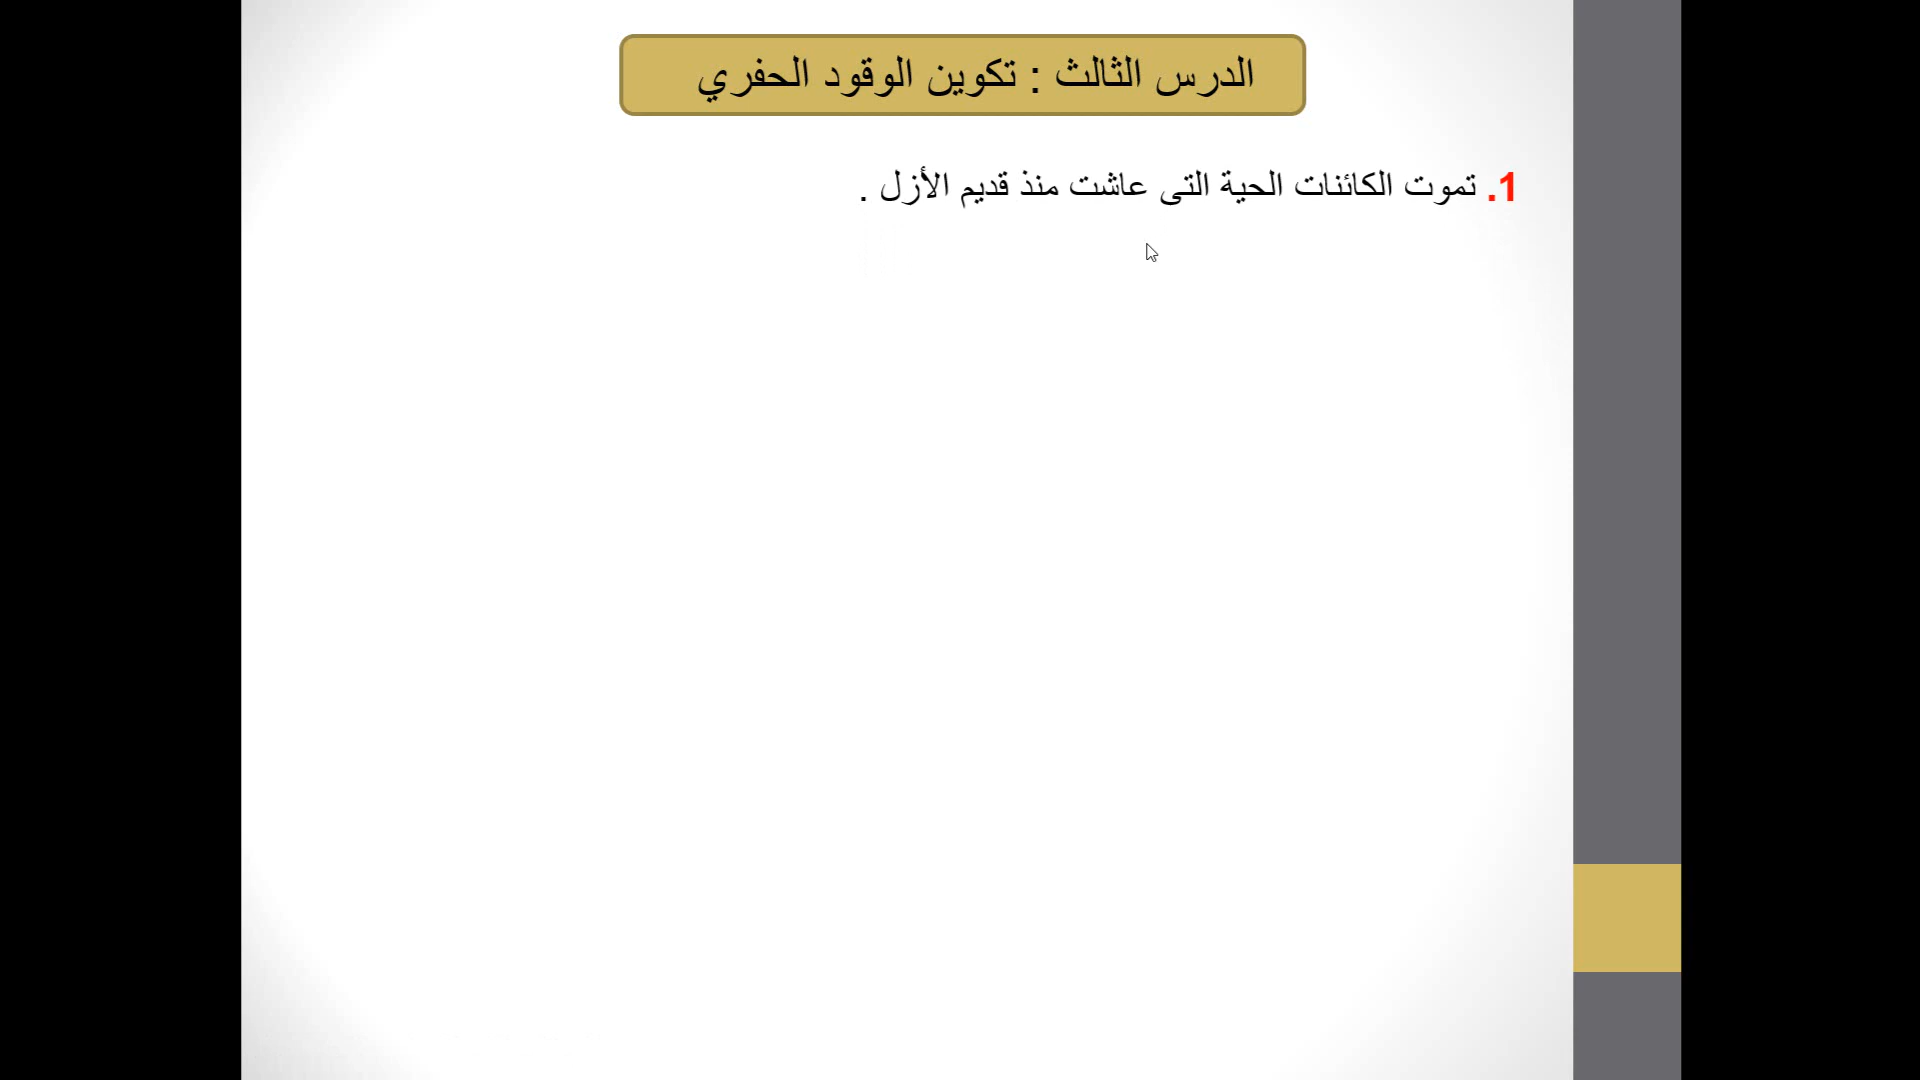 الدرس الثالث : تكوين الوقود الحفري
1. تموت الكائنات الحية التى عاشت منذ قديم الأزل .